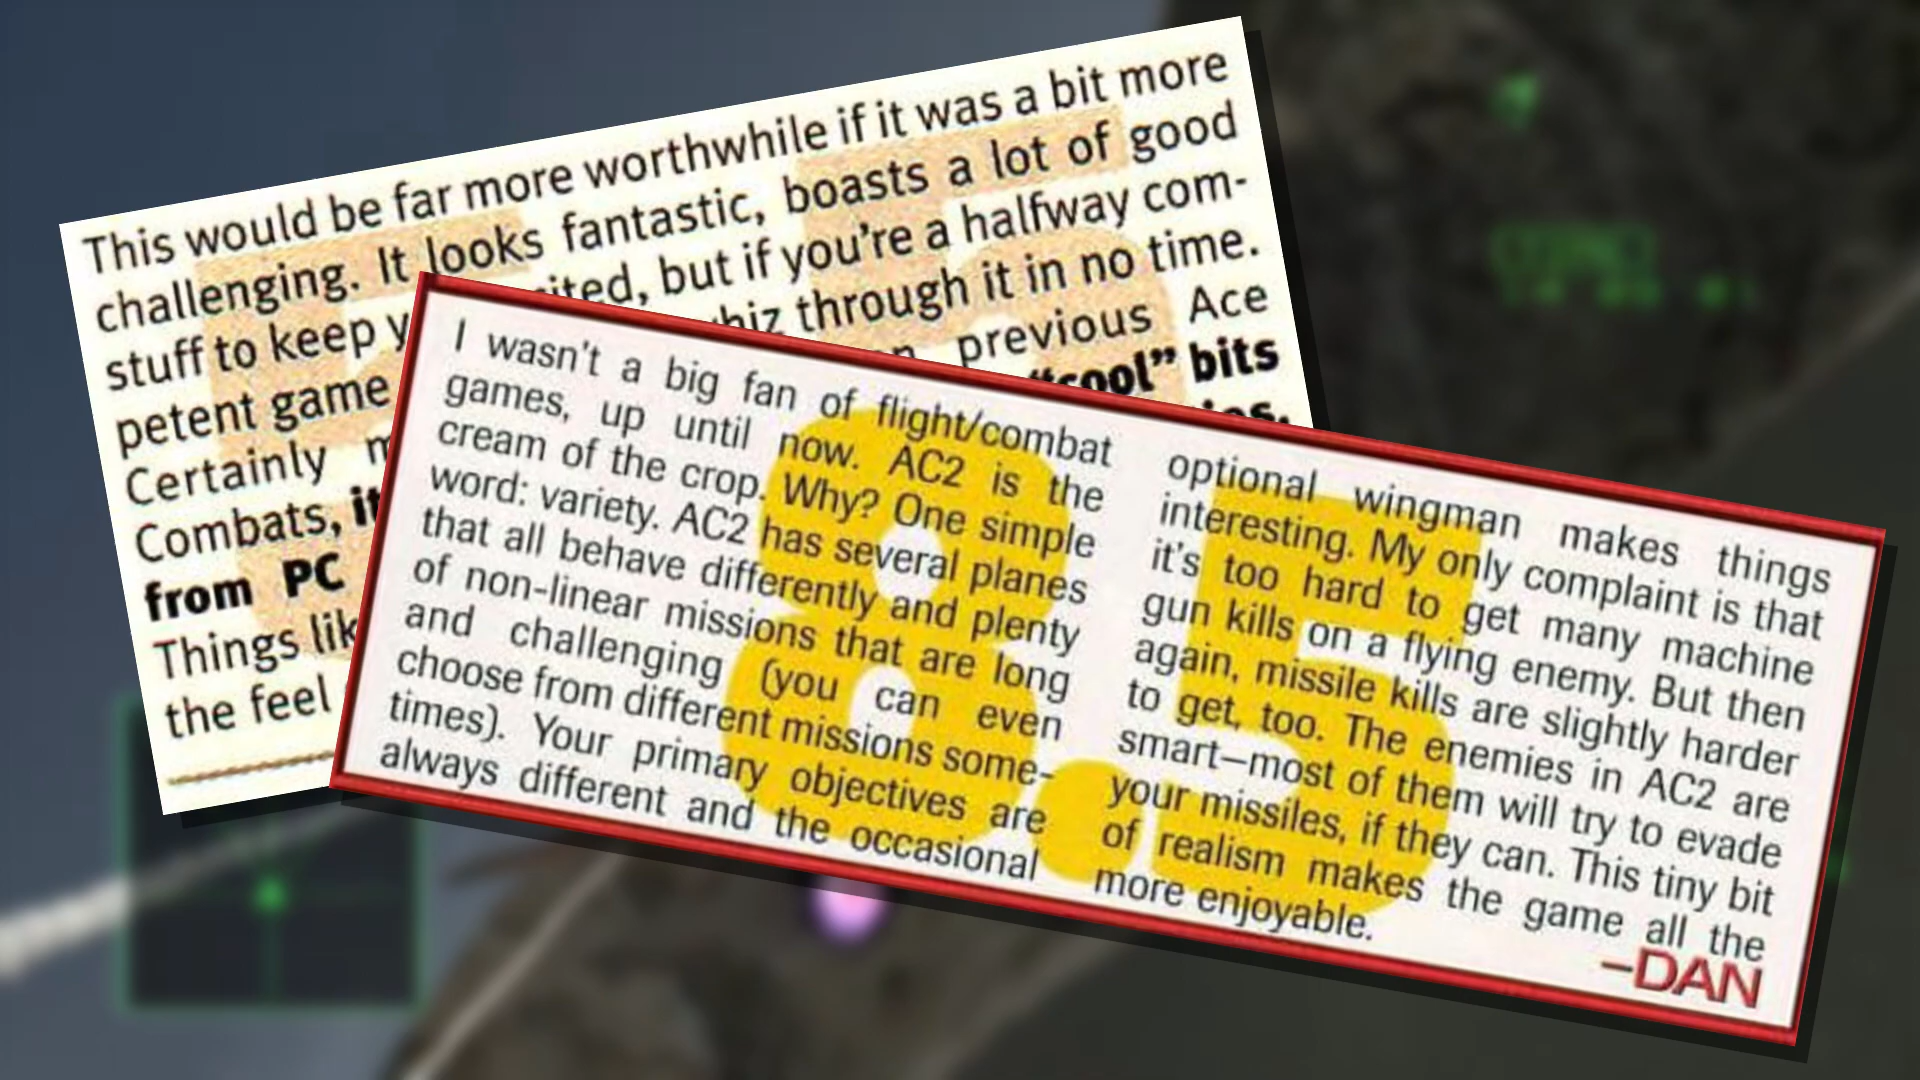 This would be far more worthwhile if it was a bit more
challenging. It looks fantastic, boasts a lot of good
stuff to keep but if you're a halfway com-
petent game whiz through it in no time.
Certainly previous Ace
Combats, "cool" bits
from PC
Things
the feel
I wasn't a big fan of flight/combat
games, up until now. AC2 is the
cream of the crop. Why? One simple
word: variety. AC2 has several planes
that all behave differently and plenty
of non-linear missions that are long
and challenging (you can even
choose from different missions some-
times). Your primary objectives are
always different and the occasional
optional wingman makes things
interesting. My only complaint is that
it's too hard to get many machine
gun kills on a flying enemy. But then
again, missile kills are slightly harder
to get, too. The enemies in AC2 are
smart—most of them will try to evade
your missiles, if they can. This tiny bit
of realism makes the game all the
more enjoyable.
–DAN
8.5